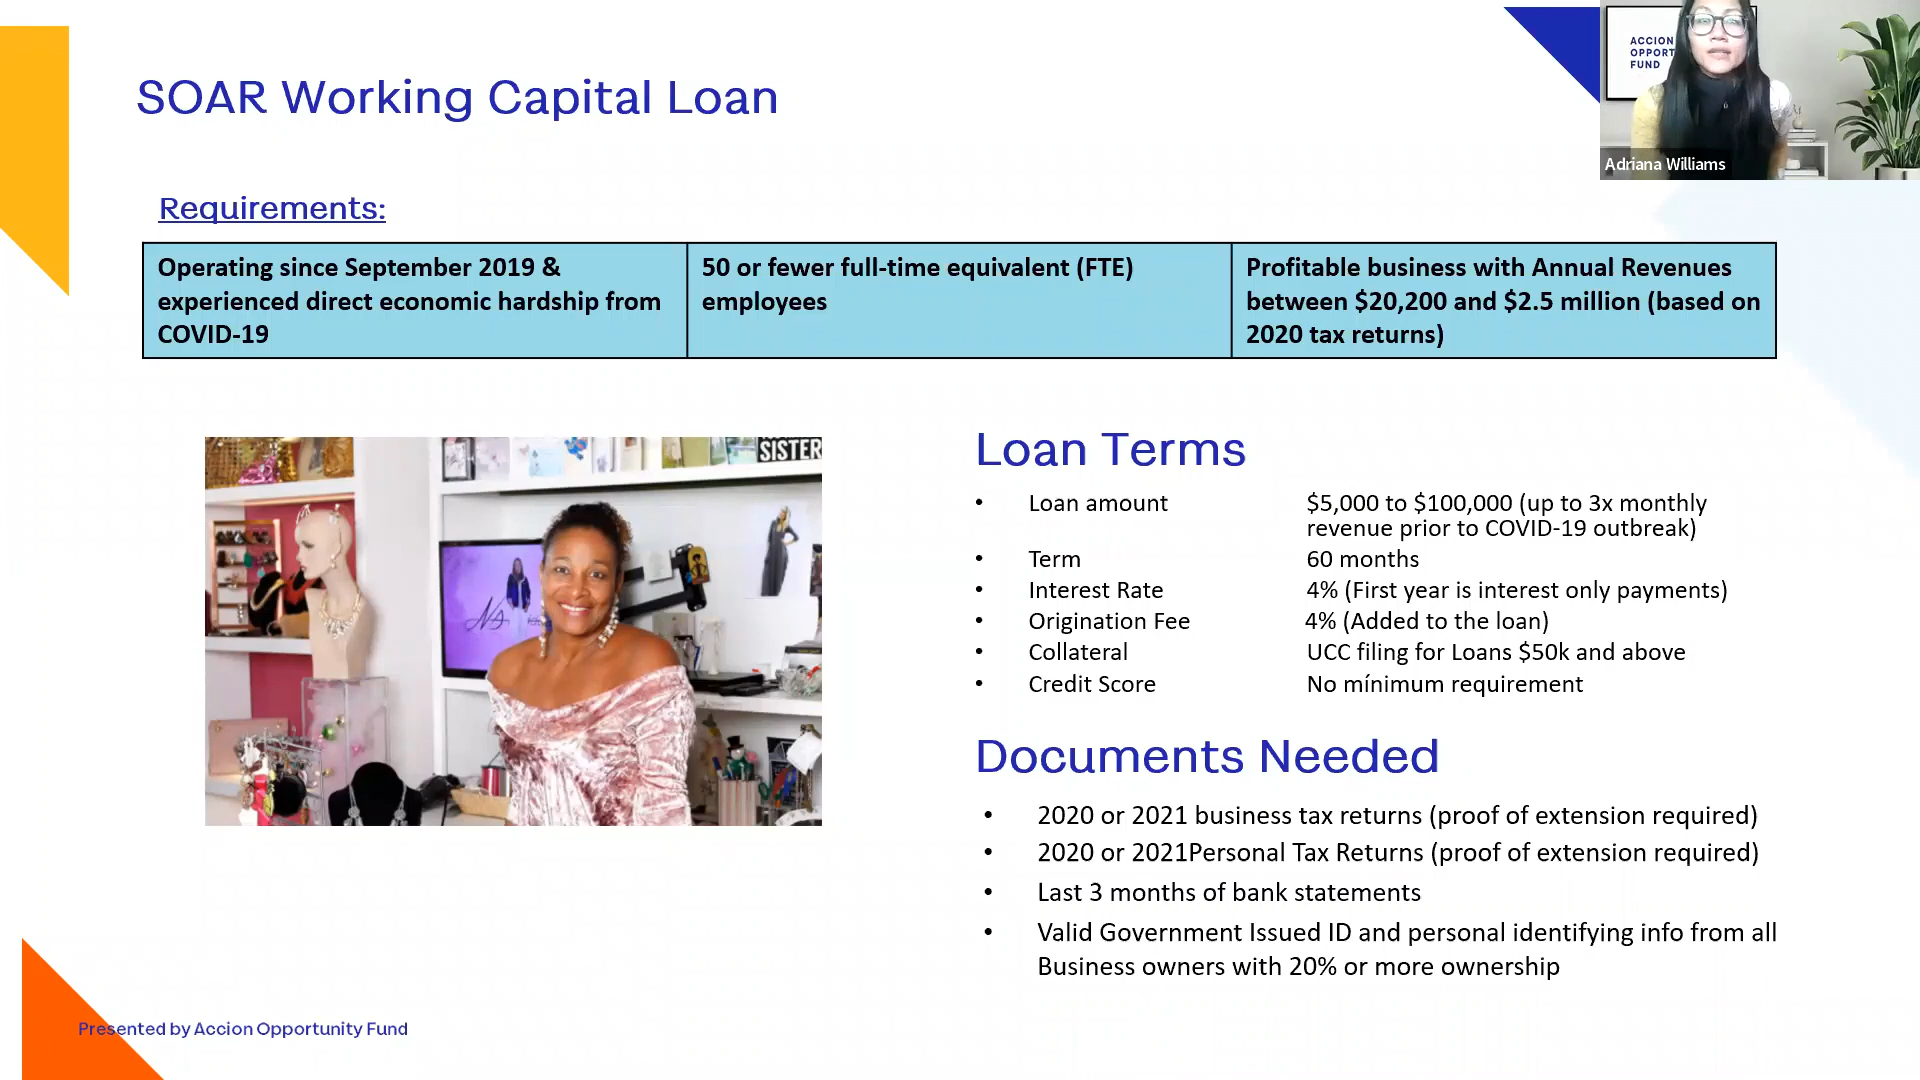 SOAR Working Capital Loan
ACCION
OPPORT
FUND
Adriana Williams
Requirements:
Operating since September 2019 &
experienced direct economic hardship from
COVID-19
50 or fewer full-time equivalent (FTE)
employees
Profitable business with Annual Revenues
between $20,200 and $2.5 million (based on
2020 tax returns)
SISTER
Loan Terms
• Loan amount $5,000 to $100,000 (up to 3x monthly
revenue prior to COVID-19 outbreak)
• Term 60 months
• Interest Rate 4% (First year is interest only payments)
• Origination Fee 4% (Added to the loan)
• Collateral UCC filing for Loans $50k and above
• Credit Score No mínimum requirement
Documents Needed
• 2020 or 2021 business tax returns (proof of extension required)
• 2020 or 2021Personal Tax Returns (proof of extension required)
• Last 3 months of bank statements
• Valid Government Issued ID and personal identifying info from all
Business owners with 20% or more ownership
Presented by Accion Opportunity Fund